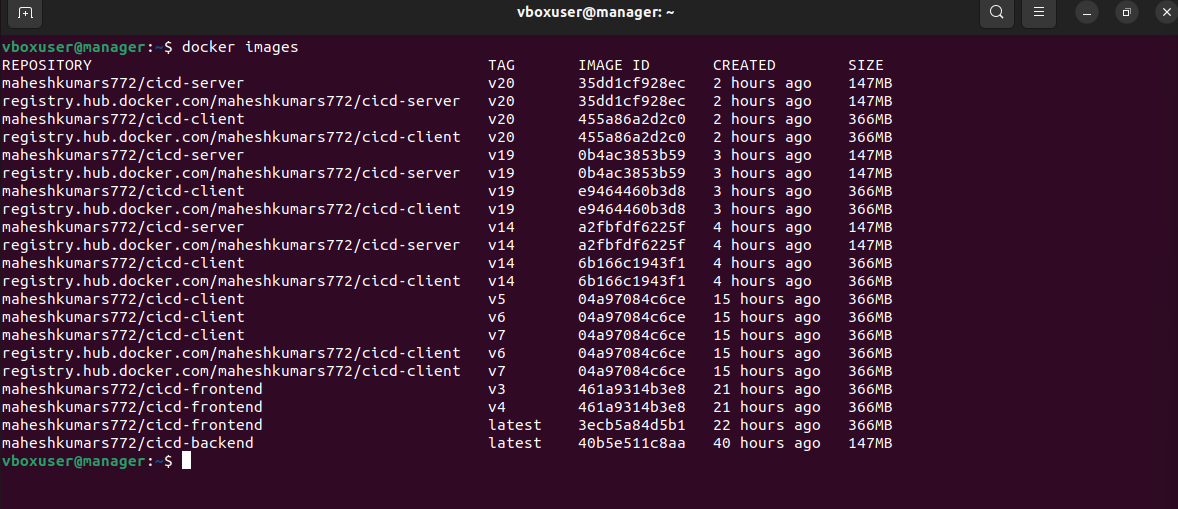 vboxuser@manager: ~
vboxuser@manager:~$ docker images
REPOSITORY TAG IMAGE ID CREATED SIZE
maheshkumars772/cicd-server v20 35dd1cf928ec 2 hours ago 147MB
registry.hub.docker.com/maheshkumars772/cicd-server v20 35dd1cf928ec 2 hours ago 147MB
maheshkumars772/cicd-client v20 455a86a2d2c0 2 hours ago 366MB
registry.hub.docker.com/maheshkumars772/cicd-client v20 455a86a2d2c0 2 hours ago 366MB
maheshkumars772/cicd-server v19 0b4ac3853b59 3 hours ago 147MB
registry.hub.docker.com/maheshkumars772/cicd-server v19 0b4ac3853b59 3 hours ago 147MB
maheshkumars772/cicd-client v19 e9464460b3d8 3 hours ago 366MB
registry.hub.docker.com/maheshkumars772/cicd-client v19 e9464460b3d8 3 hours ago 366MB
maheshkumars772/cicd-server v14 a2fbfdf6225f 4 hours ago 147MB
registry.hub.docker.com/maheshkumars772/cicd-server v14 a2fbfdf6225f 4 hours ago 147MB
maheshkumars772/cicd-client v14 6b166c1943f1 4 hours ago 366MB
registry.hub.docker.com/maheshkumars772/cicd-client v14 6b166c1943f1 4 hours ago 366MB
maheshkumars772/cicd-client v5 04a97084c6ce 15 hours ago 366MB
maheshkumars772/cicd-client v6 04a97084c6ce 15 hours ago 366MB
maheshkumars772/cicd-client v7 04a97084c6ce 15 hours ago 366MB
registry.hub.docker.com/maheshkumars772/cicd-client v6 04a97084c6ce 15 hours ago 366MB
registry.hub.docker.com/maheshkumars772/cicd-client v7 04a97084c6ce 15 hours ago 366MB
maheshkumars772/cicd-frontend v3 461a9314b3e8 21 hours ago 366MB
maheshkumars772/cicd-frontend v4 461a9314b3e8 21 hours ago 366MB
maheshkumars772/cicd-frontend latest 3ecb5a84d5b1 22 hours ago 366MB
maheshkumars772/cicd-backend latest 40b5e511c8aa 40 hours ago 147MB
vboxuser@manager:~$